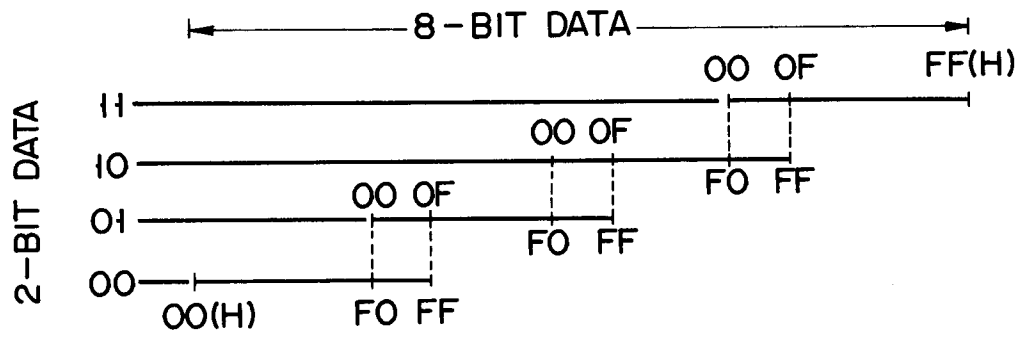 8-BIT DATA
00 0F FF(H)
11
00 0F
10
F0 FF
00 0F
01
F0 FF
00
00(H) F0 FF
2-BIT DATA